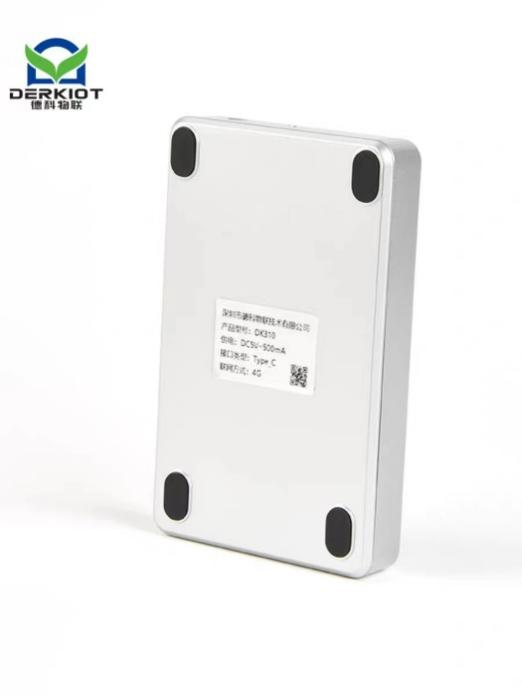 DERKIOT
德科物联
深圳市德科物联技术有限公司
产品型号：DK310
供电：DC5V-500mA
接口类型：Type_C
联网方式：4G